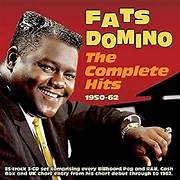 FATS
DOMINO
The Complete
Hits
1950-62
85-track 3-CD set comprising every Billboard Pop and R&B, Cash
Box and UK chart entry from his chart debut through to 1962.